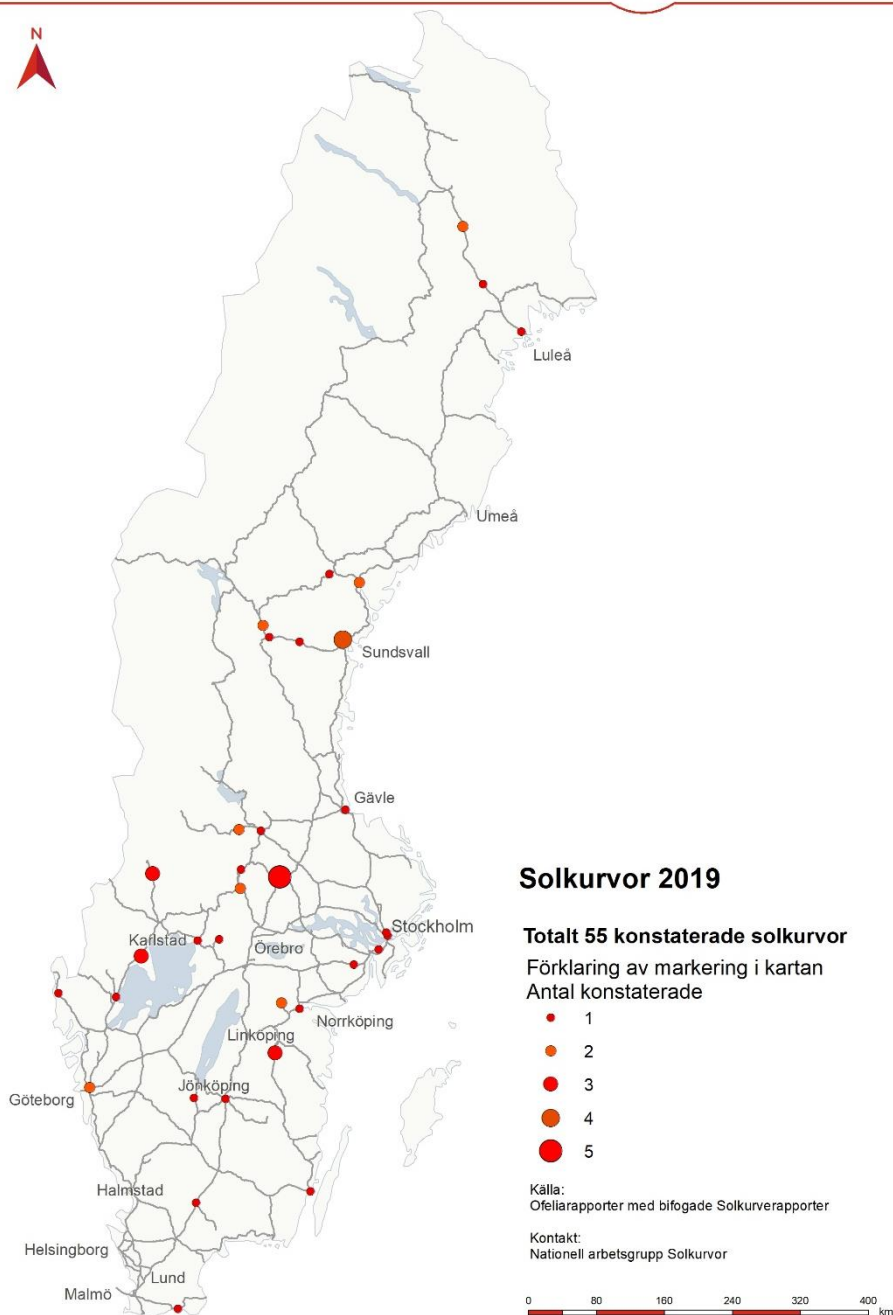 N
Luleå
Umeå
Sundsvall
Gävle
Stockholm
Karlstad
Örebro
Norrköping
Linköping
Jönköping
Göteborg
Halmstad
Helsingborg
Lund
Malmö
Solkurvor 2019
Totalt 55 konstaterade solkurvor
Förklaring av markering i kartan
Antal konstaterade
1
2
3
4
5
Källa:
Ofeliarapporter med bifogade Solkurverapporter
Kontakt:
Nationell arbetsgrupp Solkurvor
0 80 160 240 320 400
km